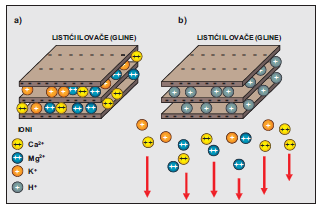 a)
b)
LISTIĆI ILOVAČE (GLINE)
LISTIĆI ILOVAČE (GLINE)
IONI
Ca²⁺
Mg²⁺
K⁺
H⁺